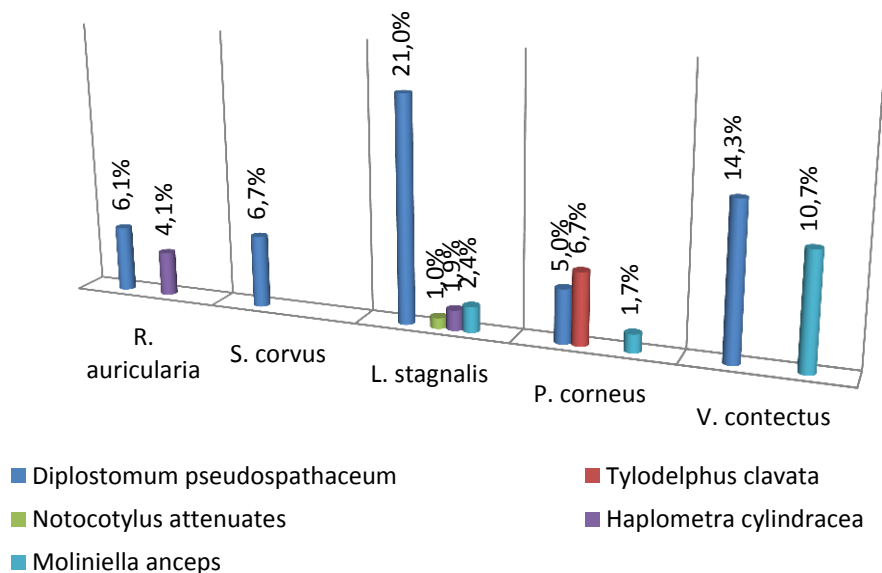 6,1%
4,1%
6,7%
21,0%
1,0%
1,9%
2,4%
5,0%
6,7%
1,7%
14,3%
10,7%
R.
auricularia
S. corvus
L. stagnalis
P. corneus
V. contectus
Diplostomum pseudospathaceum
Tylodelphus clavata
Notocotylus attenuates
Haplometra cylindracea
Moliniella anceps